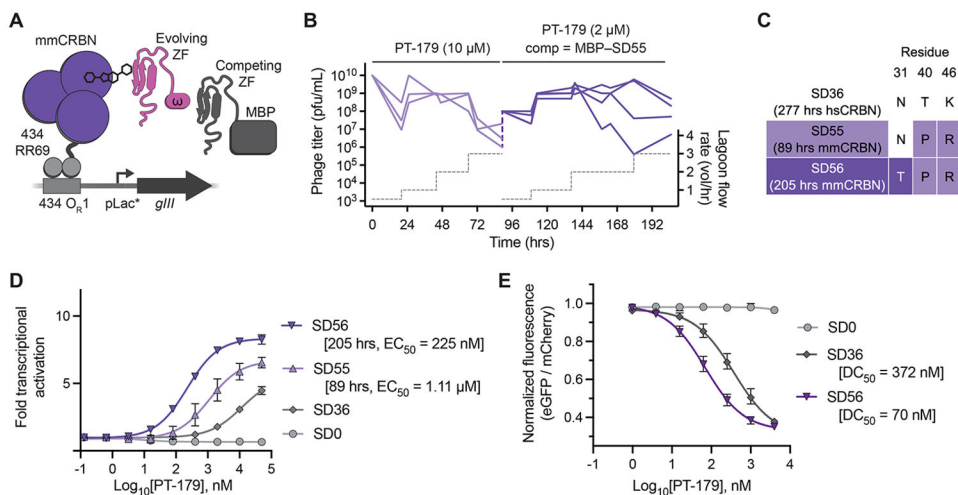 A
mmCRBN
Evolving
ZF
Competing
ZF
ω
MBP
434
RR69
434 OR1
pLac*
gIII
B
PT-179 (10 μM)
PT-179 (2 μM)
comp = MBP–SD55
Phage titer (pfu/mL)
10^10
10^9
10^8
10^7
10^6
10^5
10^4
10^3
4
3
2
1
Lagoon flow
rate (vol/hr)
0 24 48 72 96 120 144 168 192
Time (hrs)
C
Residue
31 40 46
SD36
(277 hrs hsCRBN)
N T K
SD55
(89 hrs mmCRBN)
N P R
SD56
(205 hrs mmCRBN)
T P R
D
Fold transcriptional
activation
10
5
-1 0 1 2 3 4 5
Log10[PT-179], nM
SD56
[205 hrs, EC50 = 225 nM]
SD55
[89 hrs, EC50 = 1.11 μM]
SD36
SD0
E
Normalized fluorescence
(eGFP / mCherry)
1.0
0.8
0.6
0.4
-1 0 1 2 3 4
Log10[PT-179], nM
SD0
SD36
[DC50 = 372 nM]
SD56
[DC50 = 70 nM]